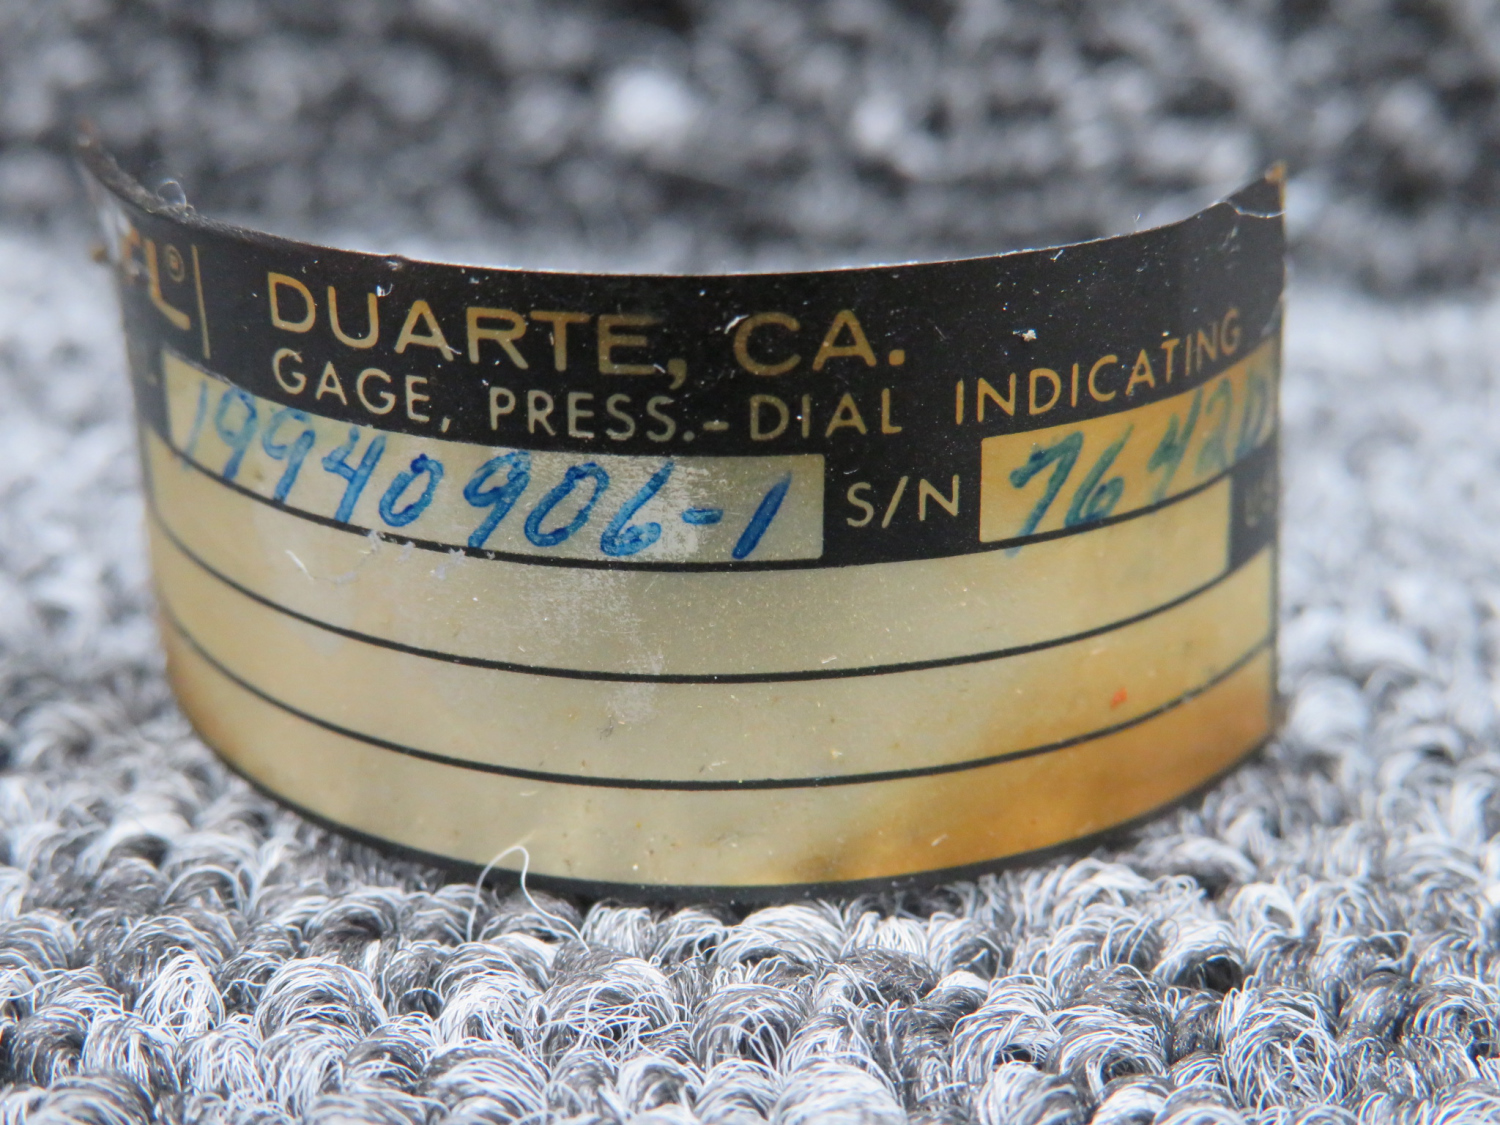 DUARTE, CA.
GAGE, PRESS.-DIAL INDICATING
19940906-1 S/N